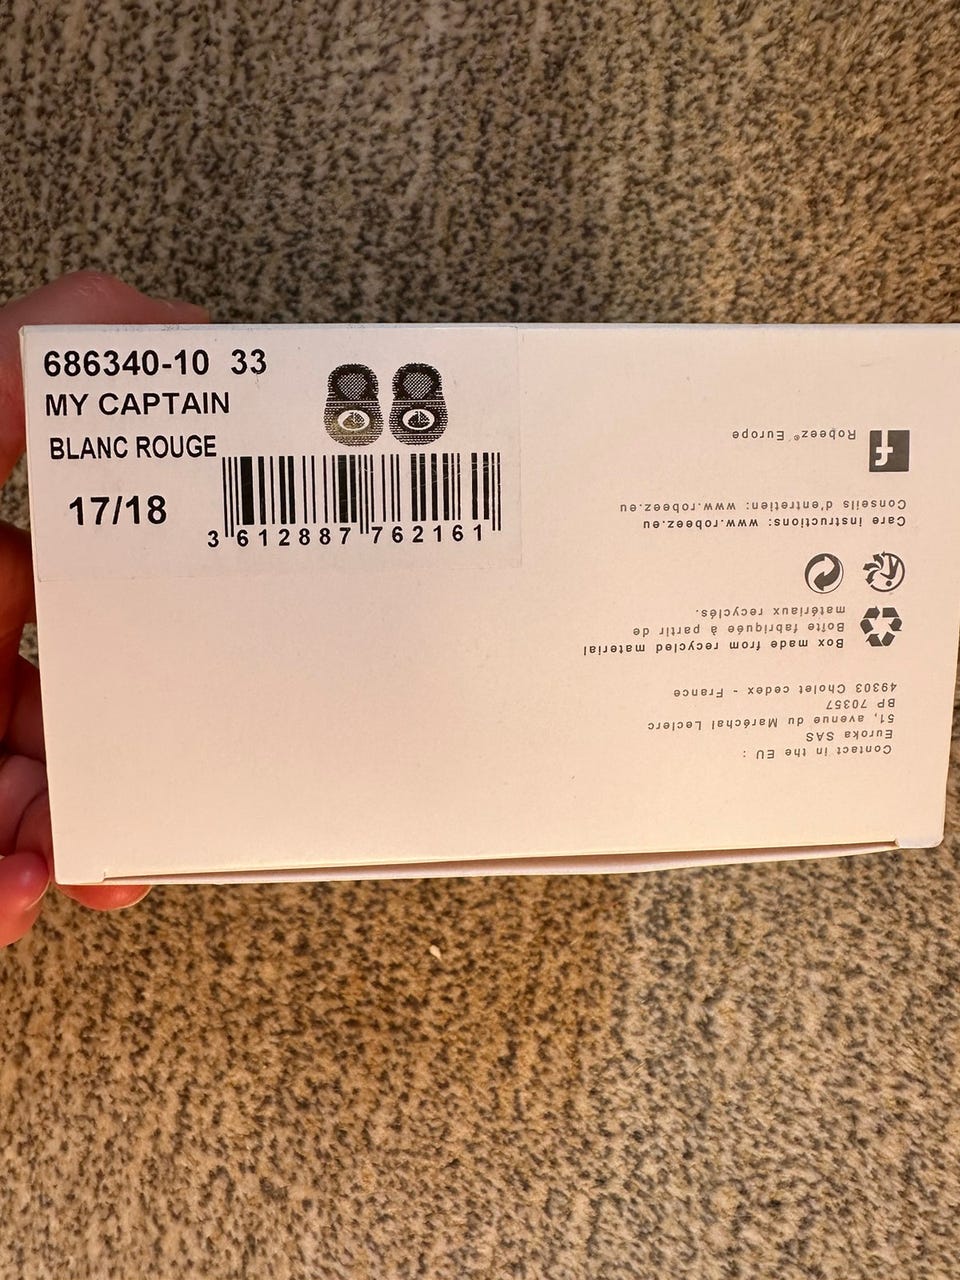 686340-10 33
MY CAPTAIN
BLANC ROUGE
17/18
3 612887 762161
Contact in the EU :
Euroka SAS
51, avenue du Maréchal Leclerc
BP 70357
49303 Cholet cedex - France
Box made from recycled material
Boîte fabriquée à partir de
matériaux recyclés.
Care instructions: www.robeez.eu
Conseils d'entretien: www.robeez.eu
f
Robeez® Europe